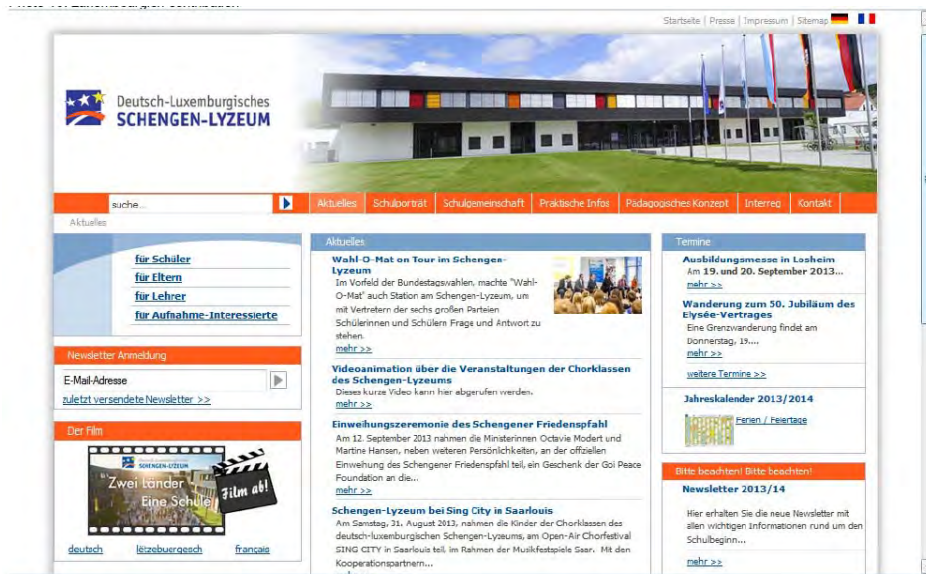 Startseite | Presse | Impressum | Sitemap
Deutsch-Luxemburgisches
SCHENGEN-LYZEUM
suche...
Aktuelles
Schulporträt
Schulgemeinschaft
Praktische Infos
Pädagogisches Konzept
Interreg
Kontakt
Aktuelles
für Schüler
für Eltern
für Lehrer
für Aufnahme-Interessierte
Newsletter Anmeldung
E-Mail-Adresse
zuletzt versendete Newsletter >>
Der Film
Deutsch-Luxemburgisches
SCHENGEN-LYZEUM
"Zwei Länder
Eine Schule"
Film ab!
deutsch
lëtzebuergesch
français
Aktuelles
Wahl-O-Mat on Tour im Schengen-
Lyzeum
Im Vorfeld der Bundestagswahlen, machte "Wahl-
O-Mat" auch Station am Schengen-Lyzeum, um
mit Vertretern der sechs großen Parteien
Schülerinnen und Schülern Frage und Antwort zu
stehen.
mehr >>
Videoanimation über die Veranstaltungen der Chorklassen
des Schengen-Lyzeums
Dieses kurze Video kann hier abgerufen werden.
mehr >>
Einweihungszeremonie des Schengener Friedenspfahl
Am 12. September 2013 nahmen die Ministerinnen Octavie Modert und
Martine Hansen, neben weiteren Persönlichkeiten, an der offiziellen
Einwehung des Schengener Friedenspfahl teil, ein Geschenk der Goi Peace
Foundation an die...
mehr >>
Schengen-Lyzeum bei Sing City in Saarlouis
Am Samstag, 31. August 2013, nahmen die Kinder der Chorklassen des
deutsch-luxemburgischen Schengen-Lyzeums, am Open-Air Chorfestival
SING CITY in Saarlouis teil, im Rahmen der Musikfestspiele Saar. Mit den
Kooperationspartnern...
Termine
Ausbildungsmesse in Losheim
Am 19. und 20. September 2013...
mehr >>
Wanderung zum 50. Jubiläum des
Elysée-Vertrages
Eine Grenzwanderung findet am
Donnerstag, 19....
mehr >>
weitere Termine >>
Jahreskalender 2013/2014
Ferien / Feiertage
Bitte beachten! Bitte beachten!
Newsletter 2013/14
Hier erhalten Sie die neue Newsletter mit
allen wichtigen Informationen rund um den
Schulbeginn...
mehr >>